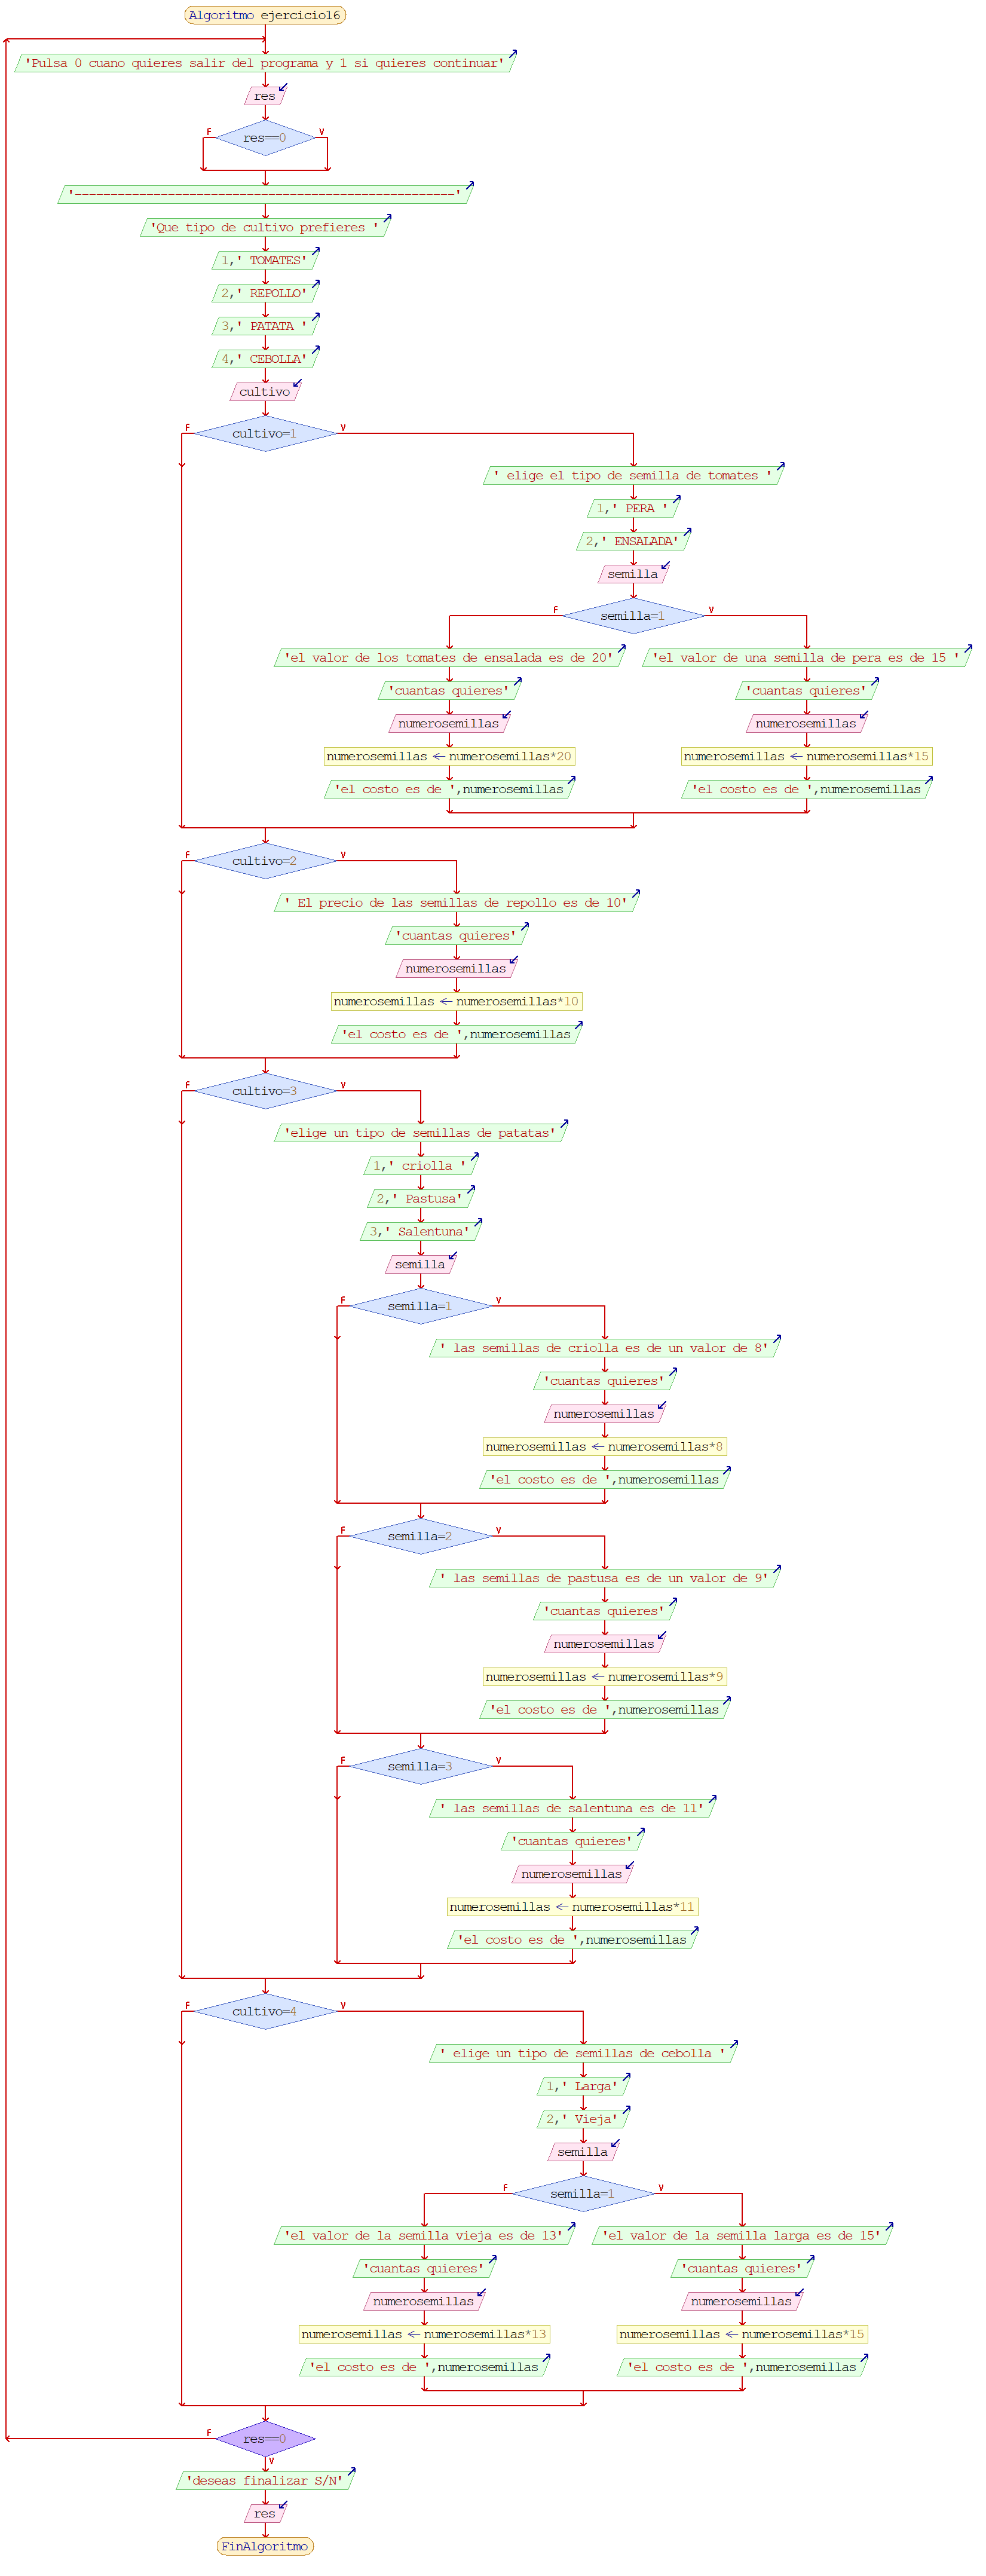 Algoritmo ejercicio16
'Pulsa 0 cuano quieres salir del programa y 1 si quieres continuar'
res
F
V
res==0
'-----------------------------------------------------'
'Que tipo de cultivo prefieres '
1,' TOMATES'
2,' REPOLLO'
3,' PATATA '
4,' CEBOLLA'
cultivo
F
V
cultivo=1
' elige el tipo de semilla de tomates '
1,' PERA '
2,' ENSALADA'
semilla
F
V
semilla=1
'el valor de los tomates de ensalada es de 20'
'cuantas quieres'
numerosemillas
numerosemillas ← numerosemillas*20
'el costo es de ',numerosemillas
'el valor de una semilla de pera es de 15 '
'cuantas quieres'
numerosemillas
numerosemillas ← numerosemillas*15
'el costo es de ',numerosemillas
F
V
cultivo=2
' El precio de las semillas de repollo es de 10'
'cuantas quieres'
numerosemillas
numerosemillas ← numerosemillas*10
'el costo es de ',numerosemillas
F
V
cultivo=3
'elige un tipo de semillas de patatas'
1,' criolla '
2,' Pastusa'
3,' Salentuna'
semilla
F
V
semilla=1
' las semillas de criolla es de un valor de 8'
'cuantas quieres'
numerosemillas
numerosemillas ← numerosemillas*8
'el costo es de ',numerosemillas
F
V
semilla=2
' las semillas de pastusa es de un valor de 9'
'cuantas quieres'
numerosemillas
numerosemillas ← numerosemillas*9
'el costo es de ',numerosemillas
F
V
semilla=3
' las semillas de salentuna es de 11'
'cuantas quieres'
numerosemillas
numerosemillas ← numerosemillas*11
'el costo es de ',numerosemillas
F
V
cultivo=4
' elige un tipo de semillas de cebolla '
1,' Larga'
2,' Vieja'
semilla
F
V
semilla=1
'el valor de la semilla vieja es de 13'
'cuantas quieres'
numerosemillas
numerosemillas ← numerosemillas*13
'el costo es de ',numerosemillas
'el valor de la semilla larga es de 15'
'cuantas quieres'
numerosemillas
numerosemillas ← numerosemillas*15
'el costo es de ',numerosemillas
F
res==0
V
'deseas finalizar S/N'
res
FinAlgoritmo